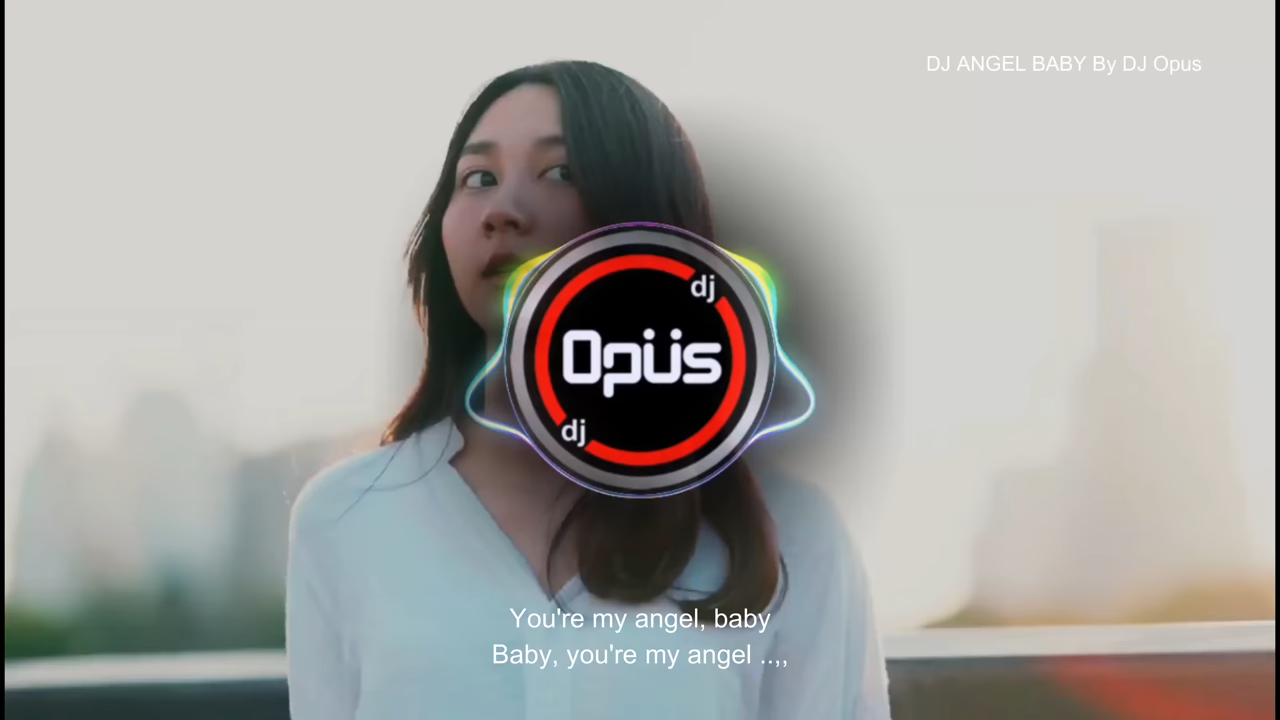 DJ ANGEL BABY By DJ Opus
dj
Opüs
dj
You're my angel, baby
Baby, you're my angel ..,,